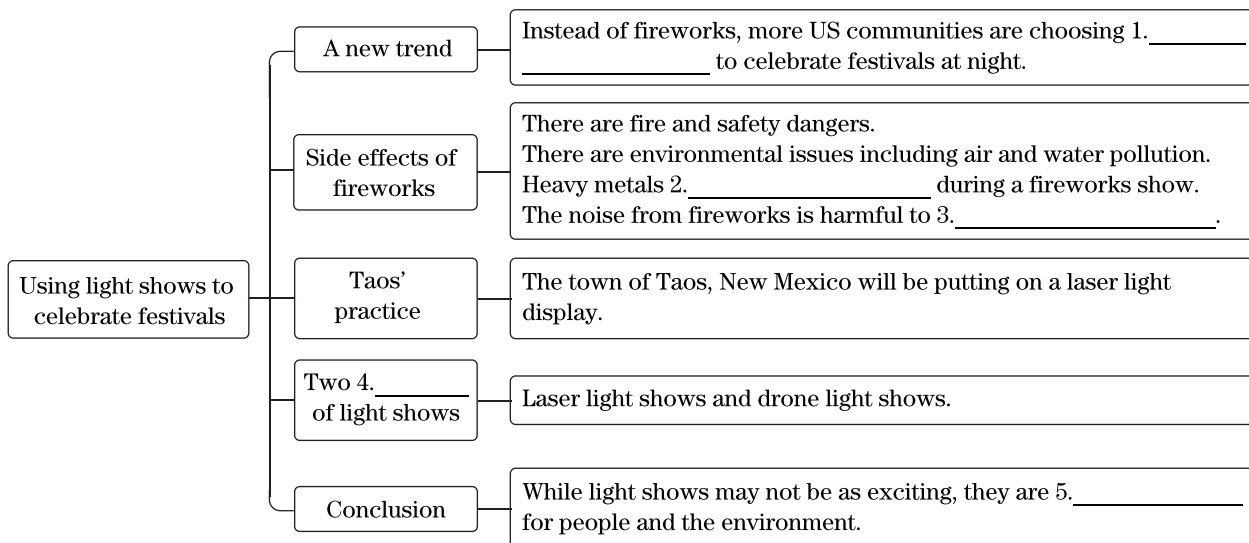 Using light shows to
celebrate festivals
A new trend
Instead of fireworks, more US communities are choosing 1.
to celebrate festivals at night.
Side effects of
fireworks
There are fire and safety dangers.
There are environmental issues including air and water pollution.
Heavy metals 2. during a fireworks show.
The noise from fireworks is harmful to 3. .
Taos’
practice
The town of Taos, New Mexico will be putting on a laser light
display.
Two 4.
of light shows
Laser light shows and drone light shows.
Conclusion
While light shows may not be as exciting, they are 5.
for people and the environment.